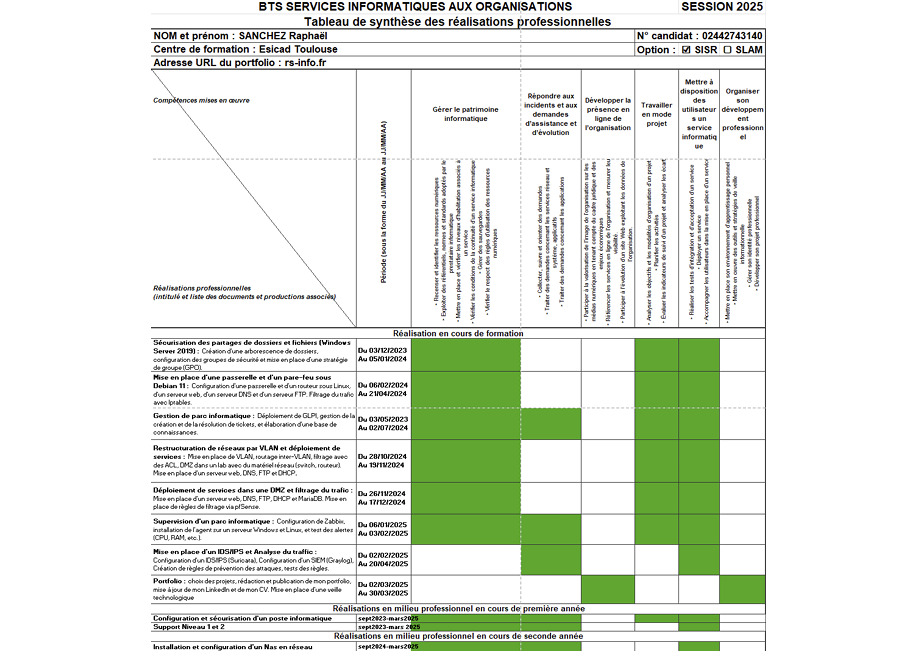 BTS SERVICES INFORMATIQUES AUX ORGANISATIONS SESSION 2025
Tableau de synthèse des réalisations professionnelles
NOM et prénom : SANCHEZ Raphaël N° candidat : 02442743140
Centre de formation : Esicad Toulouse Option : ☑ SISR ☐ SLAM
Adresse URL du portfolio : rs-info.fr
Compétences mises en œuvre
Réalisations professionnelles
(intitulé et liste des documents et productions associés)
Période (sous la forme du JJ/MM/AA au JJ/MM/AA)
Gérer le patrimoine
informatique
Répondre aux
incidents et aux
demandes
d'assistance et
d'évolution
Développer la
présence en
ligne de
l'organisation
Travailler
en mode
projet
Mettre à
disposition
des
utilisateur
s un
service
informatiq
ue
Organiser
son
développem
ent
professionn
el
• Recenser et identifier les ressources numériques
• Exploiter des référentiels, normes et standards adoptés par le
prestataire informatique
• Mettre en place et vérifier les niveaux d'habilitation associés à
un service
• Vérifier les conditions de la continuité d'un service informatique
• Gérer des sauvegardes
• Vérifier le respect des règles d'utilisation des ressources
numériques
• Collecter, suivre et orienter des demandes
• Traiter des demandes concernant les services réseau et
système, applicatifs
• Traiter des demandes concernant les applications
• Participer à la valorisation de l'image de l'organisation sur les
médias numériques en tenant compte du cadre juridique et des
enjeux économiques
• Référencer les services en ligne de l'organisation et mesurer leur
visibilité.
• Participer à l'évolution d'un site Web exploitant les données de
l'organisation.
• Analyser les objectifs et les modalités d'organisation d'un projet
• Planifier les activités
• Évaluer les indicateurs de suivi d'un projet et analyser les écart
• Réaliser les tests d'intégration et d'acceptation d'un service
• Déployer un service
• Accompagner les utilisateurs dans la mise en place d'un service
• Mettre en place son environnement d'apprentissage personnel
• Mettre en œuvre des outils et stratégies de veille
informationnelle
• Gérer son identité professionnelle
• Développer son projet professionnel
Réalisation en cours de formation
Sécurisation des partages de dossiers et fichiers (Windows
Server 2019) : Création d'une arborescence de dossiers,
configuration des groupes de sécurité et mise en place d'une stratégie
de groupe (GPO).
Du 03/12/2023
Au 05/01/2024
Mise en place d'une passerelle et d'un pare-feu sous
Debian 11 : Configuration d'une passerelle et d'un routeur sous Linux,
d'un serveur web, d'un serveur DNS et d'un serveur FTP. Filtrage du trafic
avec Iptables.
Du 06/02/2024
Au 21/04/2024
Gestion de parc informatique : Déploiement de GLPI, gestion de la
création et de la résolution de tickets, et élaboration d'une base de
connaissances.
Du 03/05/2023
Au 02/07/2024
Restructuration de réseaux par VLAN et déploiement de
services : Mise en place de VLAN, routage inter-VLAN, filtrage avec
des ACL, DMZ dans un lab avec du matériel réseau (switch, routeur).
Mise en place d'un serveur web, DNS, FTP et DHCP.
Du 28/10/2024
Au 19/11/2024
Déploiement de services dans une DMZ et filtrage du trafic :
Mise en place d'un serveur web, DNS, FTP, DHCP et MariaDB. Mise en
place de règles de filtrage via pfSense.
Du 26/11/2024
Au 17/12/2024
Supervision d'un parc informatique : Configuration de Zabbix,
installation de l'agent sur un serveur Windows et Linux, et test des alertes
(CPU, RAM, etc.).
Du 06/01/2025
Au 03/02/2025
Mise en place d'un IDS/IPS et Analyse du traffic :
Configuration d'un IDS/IPS (Suricata), Configuration d'un SIEM (Graylog),
Création de règles de prévention des attaques, tests des règles.
Du 02/02/2025
Au 20/04/2025
Portfolio : choix des projets, rédaction et publication de mon portfolio,
mise à jour de mon LinkedIn et de mon CV. Mise en place d'une veille
technologique
Du 02/03/2025
Au 30/03/2025
Réalisations en milieu professionnel en cours de première année
Configuration et sécurisation d'un poste informatique sept2023-mars2025
Support Niveau 1 et 2 sept2023-mars 2025
Réalisations en milieu professionnel en cours de seconde année
Installation et configuration d'un Nas en réseau sept2024-mars2025